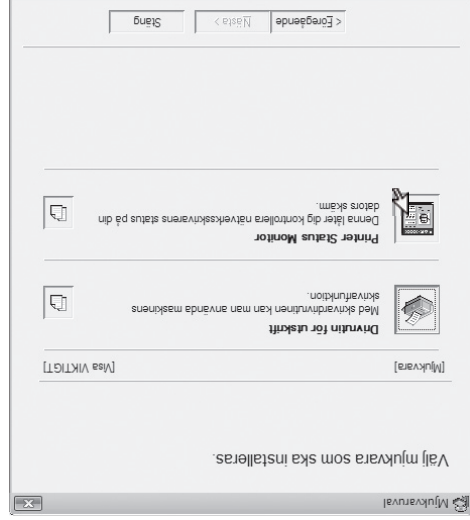 Mjukvaruval
Välj mjukvara som ska installeras.
[Mjukvara] [Visa VIKTIGT]
Drivrutin för utskrift
Med skrivardrivrutinen kan man använda maskinens
skrivarfunktion.
Printer Status Monitor
Denna låter dig kontrollera nätverksskrivarens status på din
dators skärm.
< Föregående Nästa > Stäng